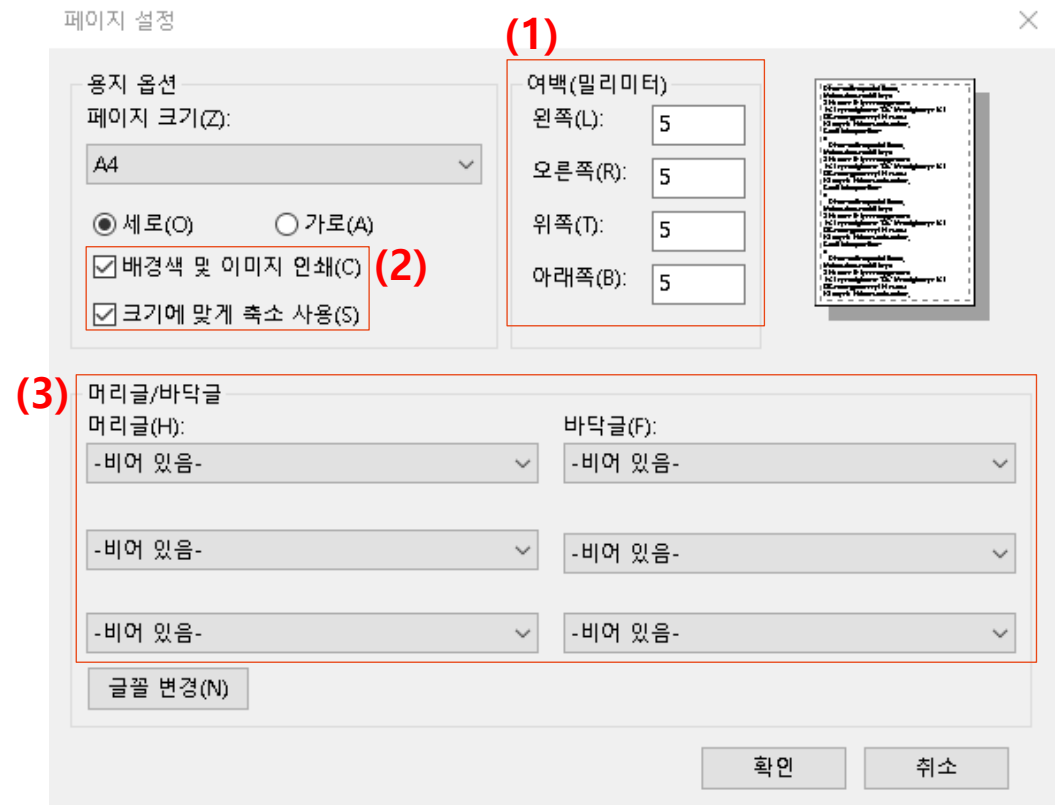 페이지 설정
(1)
용지 옵션
페이지 크기(Z):
A4
세로(O) 가로(A)
배경색 및 이미지 인쇄(C) (2)
크기에 맞게 축소 사용(S)
여백(밀리미터)
왼쪽(L): 5
오른쪽(R): 5
위쪽(T): 5
아래쪽(B): 5
(3) 머리글/바닥글
머리글(H): 바닥글(F):
-비어 있음- -비어 있음-
-비어 있음- -비어 있음-
-비어 있음- -비어 있음-
글꼴 변경(N)
확인 취소